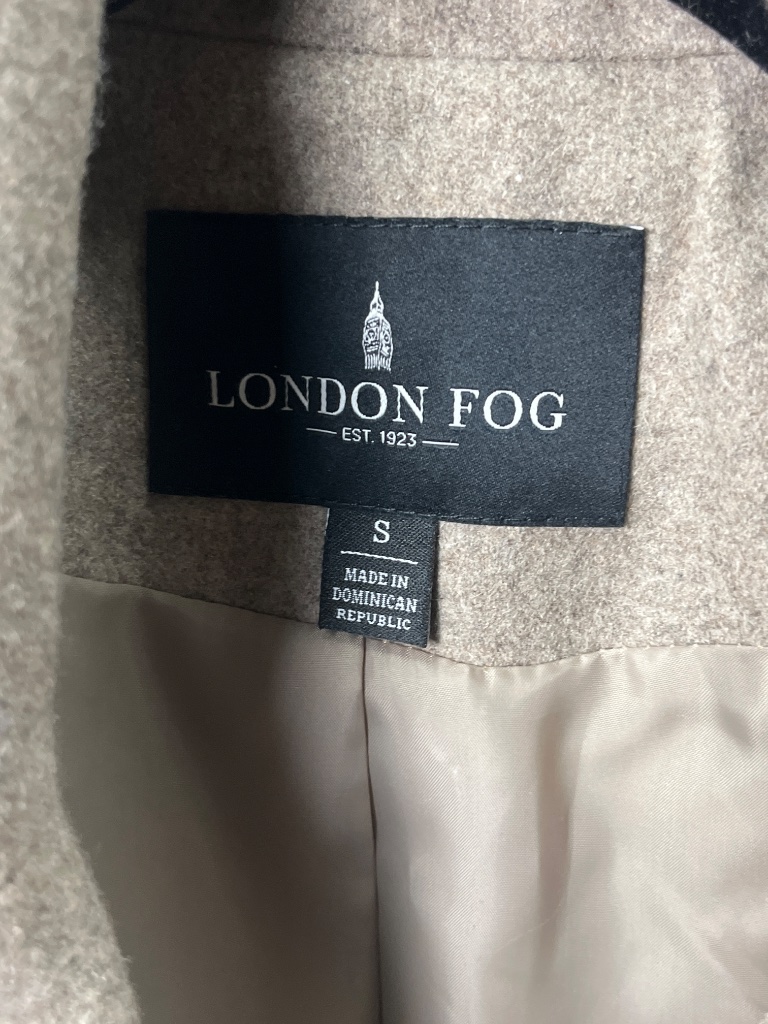 LONDON FOG
EST. 1923
S
MADE IN
DOMINICAN
REPUBLIC